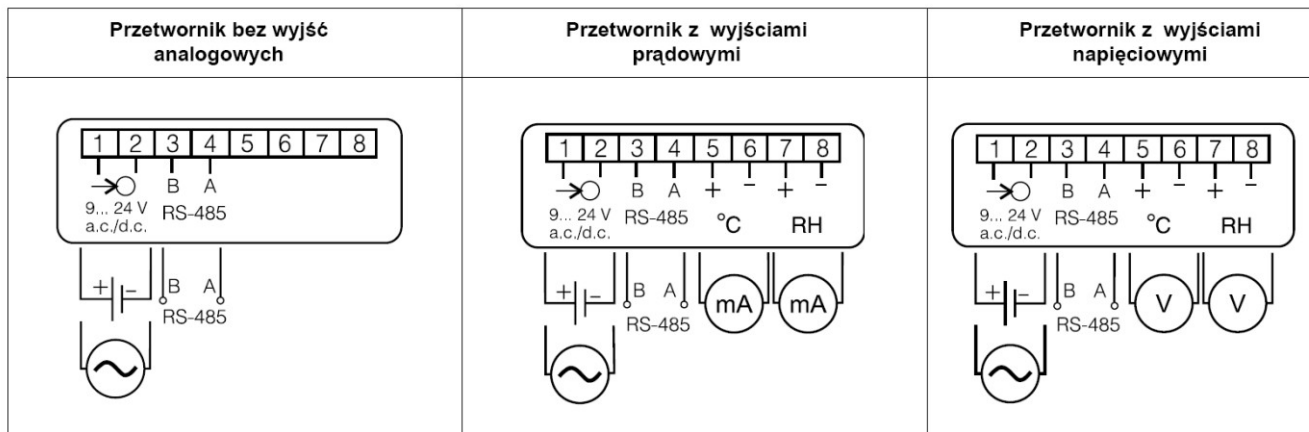 Przetwornik bez wyjść
analogowych
1 2 3 4 5 6 7 8
B A
9... 24 V RS-485
a.c./d.c.
+ − B A
RS-485
Przetwornik z wyjściami
prądowymi
1 2 3 4 5 6 7 8
B A + − + −
9... 24 V RS-485 °C RH
a.c./d.c.
+ − B A mA mA
RS-485
Przetwornik z wyjściami
napięciowymi
1 2 3 4 5 6 7 8
B A + − + −
9... 24 V RS-485 °C RH
a.c./d.c.
+ − B A V V
RS-485